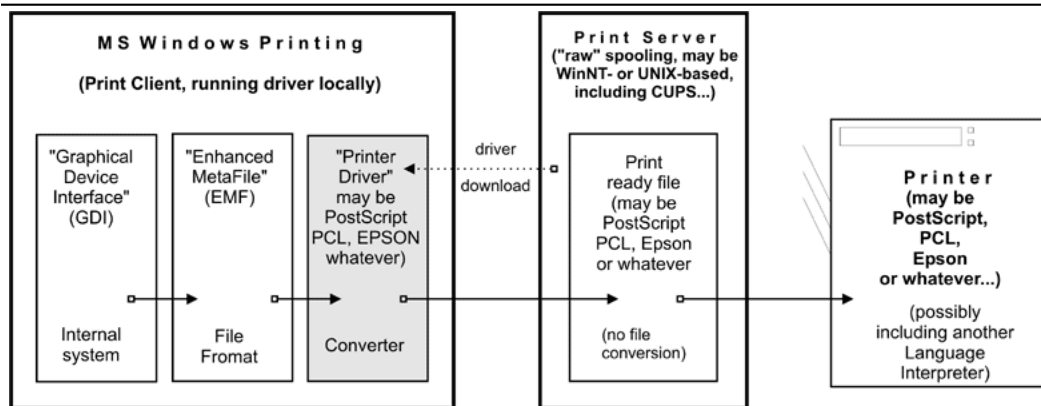 MS Windows Printing
(Print Client, running driver locally)
"Graphical
Device
Interface"
(GDI)
Internal
system
"Enhanced
MetaFile"
(EMF)
File
Fromat
"Printer
Driver"
may be
PostScript
PCL, EPSON
whatever)
Converter
driver
download
Print Server
("raw" spooling, may be
WinNT- or UNIX-based,
including CUPS...)
Print
ready file
(may be
PostScript
PCL, Epson
or whatever
(no file
conversion)
Printer
(may be
PostScript,
PCL,
Epson
or whatever...)
(possibly
including another
Language
Interpreter)